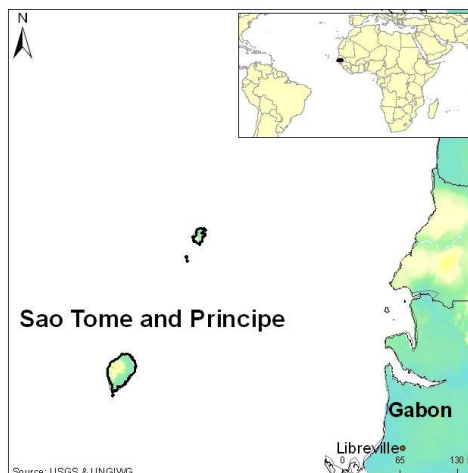 N
Sao Tome and Principe
Gabon
Libreville
0 65 130
Source: USGS & UNGIWG